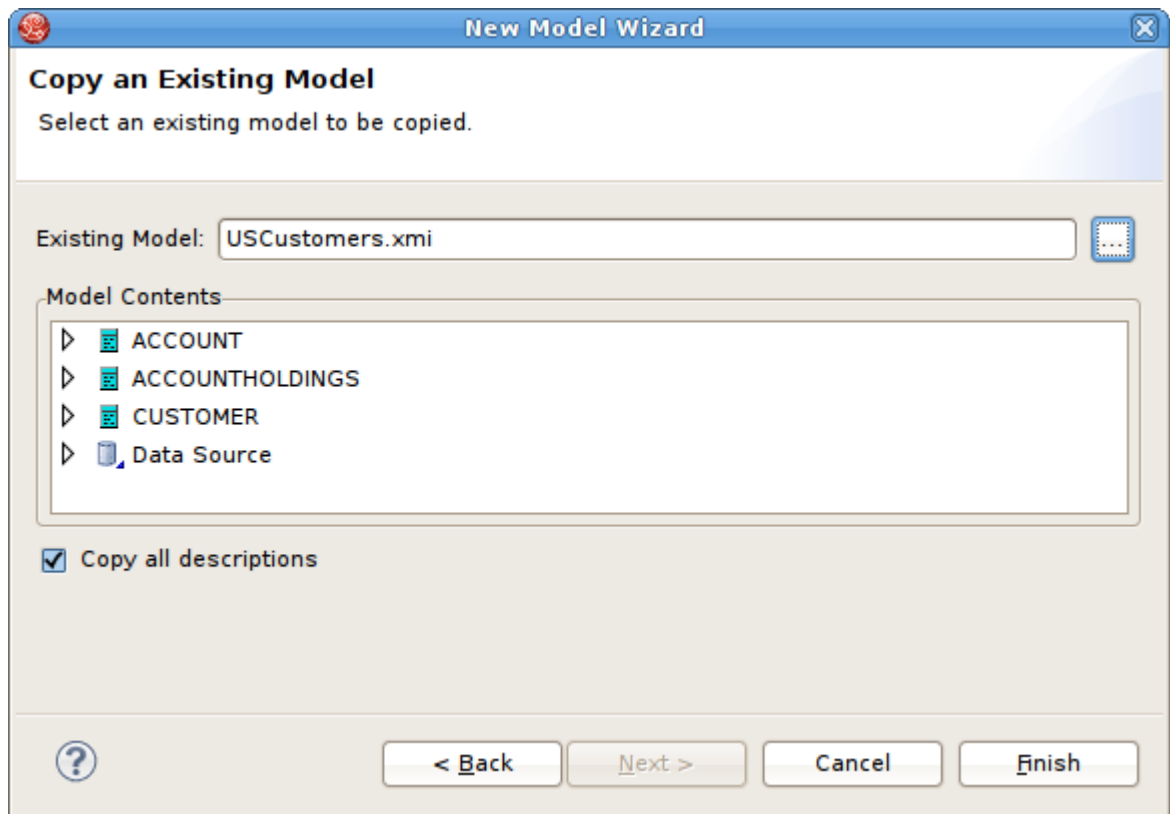 New Model Wizard
Copy an Existing Model
Select an existing model to be copied.
Existing Model: USCustomers.xmi ...
Model Contents
ACCOUNT
ACCOUNTHOLDINGS
CUSTOMER
Data Source
Copy all descriptions
? < Back Next > Cancel Finish